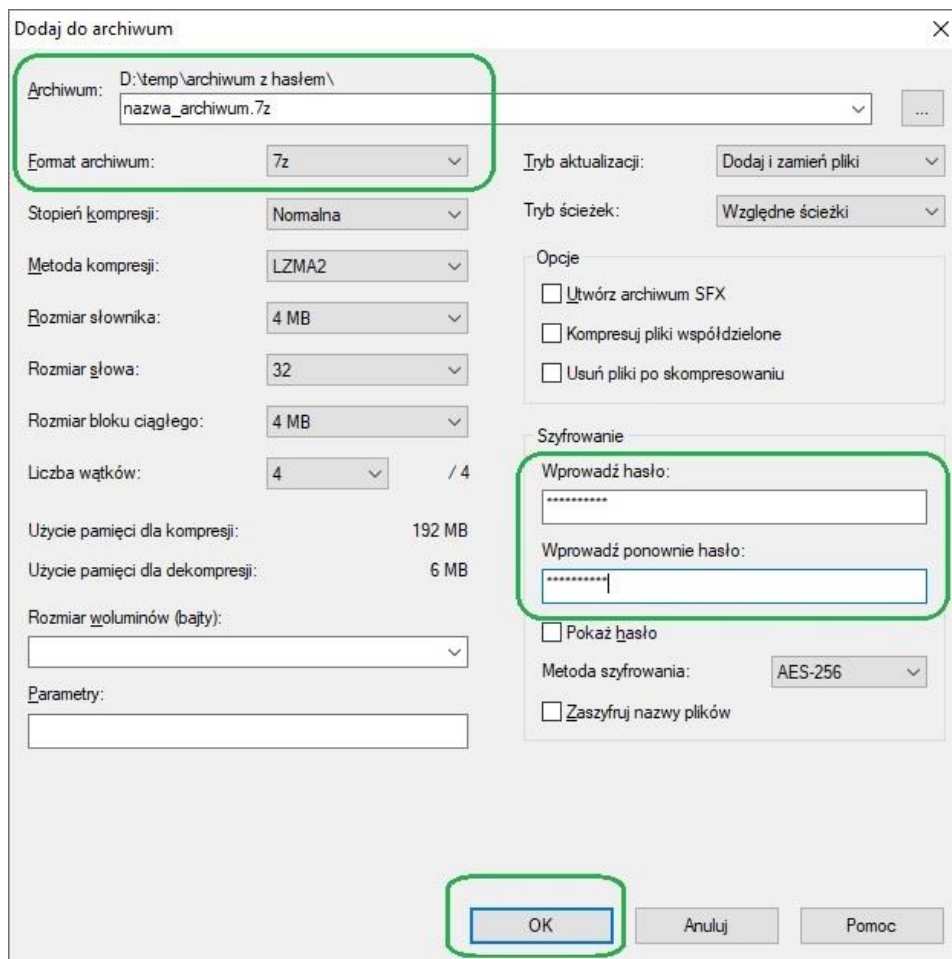 Dodaj do archiwum
Archiwum:
D:\temp\archiwum z hasłem\
nazwa_archiwum.7z
...
Format archiwum:
7z
Stopień kompresji:
Normalna
Metoda kompresji:
LZMA2
Rozmiar słownika:
4 MB
Rozmiar słowa:
32
Rozmiar bloku ciągłego:
4 MB
Liczba wątków:
4
/ 4
Użycie pamięci dla kompresji:
192 MB
Użycie pamięci dla dekompresji:
6 MB
Rozmiar woluminów (bajty):
Parametry:
Tryb aktualizacji:
Dodaj i zamień pliki
Tryb ścieżek:
Względne ścieżki
Opcje
Utwórz archiwum SFX
Kompresuj pliki współdzielone
Usuń pliki po skompresowaniu
Szyfrowanie
Wprowadź hasło:
**********
Wprowadź ponownie hasło:
**********
Pokaż hasło
Metoda szyfrowania:
AES-256
Zaszyfruj nazwy plików
OK
Anuluj
Pomoc